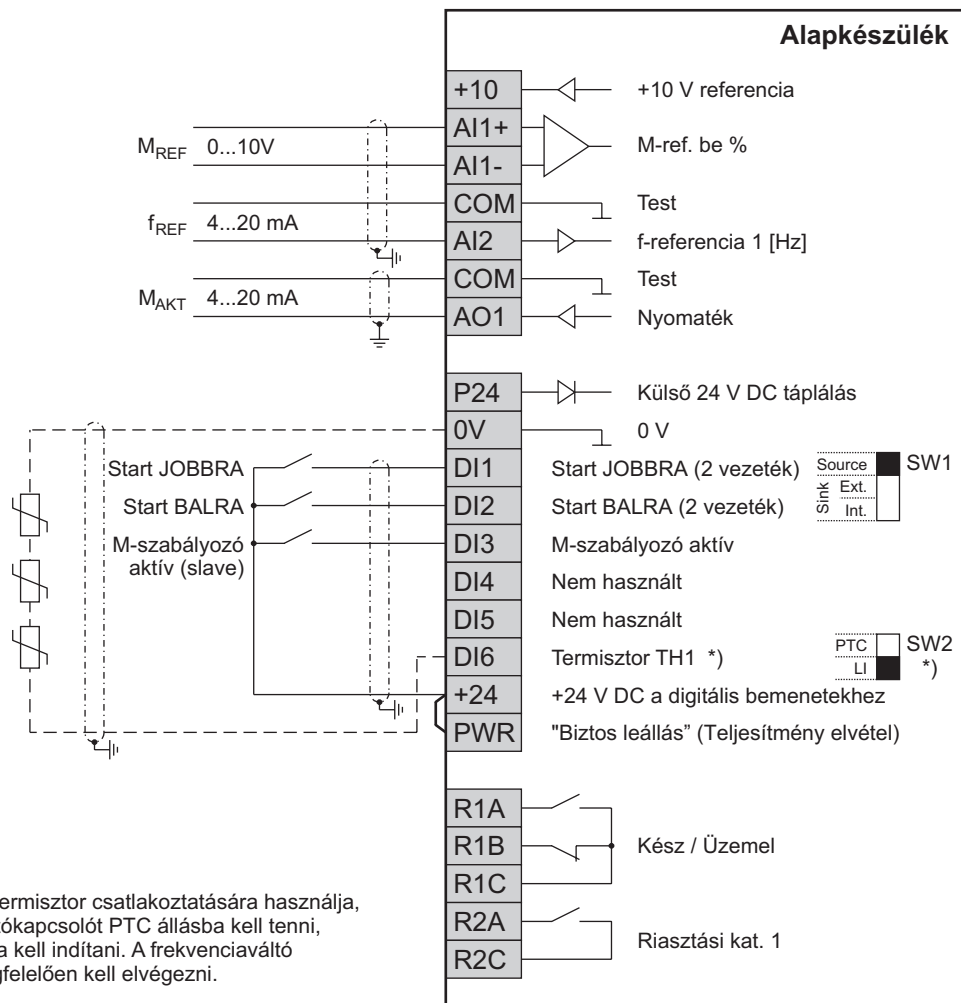 Alapkészülék
+10 +10 V referencia
MREF 0...10V AI1+
AI1- M-ref. be %
COM Test
fREF 4...20 mA AI2 f-referencia 1 [Hz]
COM Test
MAKT 4...20 mA AO1 Nyomaték
P24 Külső 24 V DC táplálás
0V 0 V
Start JOBBRA DI1 Start JOBBRA (2 vezeték) Source SW1
Sink Ext.
Int.
Start BALRA DI2 Start BALRA (2 vezeték)
M-szabályozó DI3 M-szabályozó aktív
aktív (slave)
DI4 Nem használt
DI5 Nem használt
DI6 Termisztor TH1 *) PTC SW2
LI *)
+24 +24 V DC a digitális bemenetekhez
PWR "Biztos leállás” (Teljesítmény elvétel)
R1A
R1B Kész / Üzemel
R1C
R2A
R2C Riasztási kat. 1
ermisztor csatlakoztatására használja,
tókapcsolót PTC állásba kell tenni,
a kell indítani. A frekvenciaváltó
gfelelően kell elvégezni.